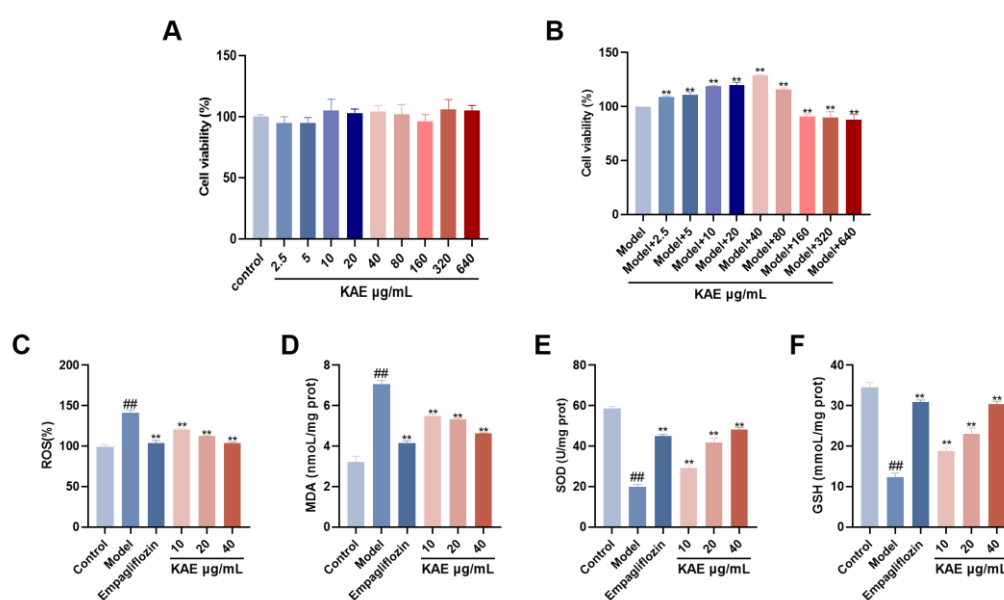 A
Cell viability (%)
150
100
50
0
control
2.5
5
10
20
40
80
160
320
640
KAE μg/mL
B
Cell viability (%)
150
100
50
0
** ** ** ** ** ** ** ** **
Model
Model+2.5
Model+5
Model+10
Model+20
Model+40
Model+80
Model+160
Model+320
Model+640
KAE μg/mL
C
ROS(%)
200
150
100
50
0
## ** ** ** **
Control
Model
Empagliflozin
10
20
40
KAE μg/mL
D
MDA (nmoL/mg prot)
8
6
4
2
0
## ** ** ** **
Control
Model
Empagliflozin
10
20
40
KAE μg/mL
E
SOD (U/mg prot)
60
40
20
0
80
## ** ** ** **
Control
Model
Empagliflozin
10
20
40
KAE μg/mL
F
GSH (mmoL/mg prot)
40
30
20
10
0
## ** ** ** **
Control
Model
Empagliflozin
10
20
40
KAE μg/mL